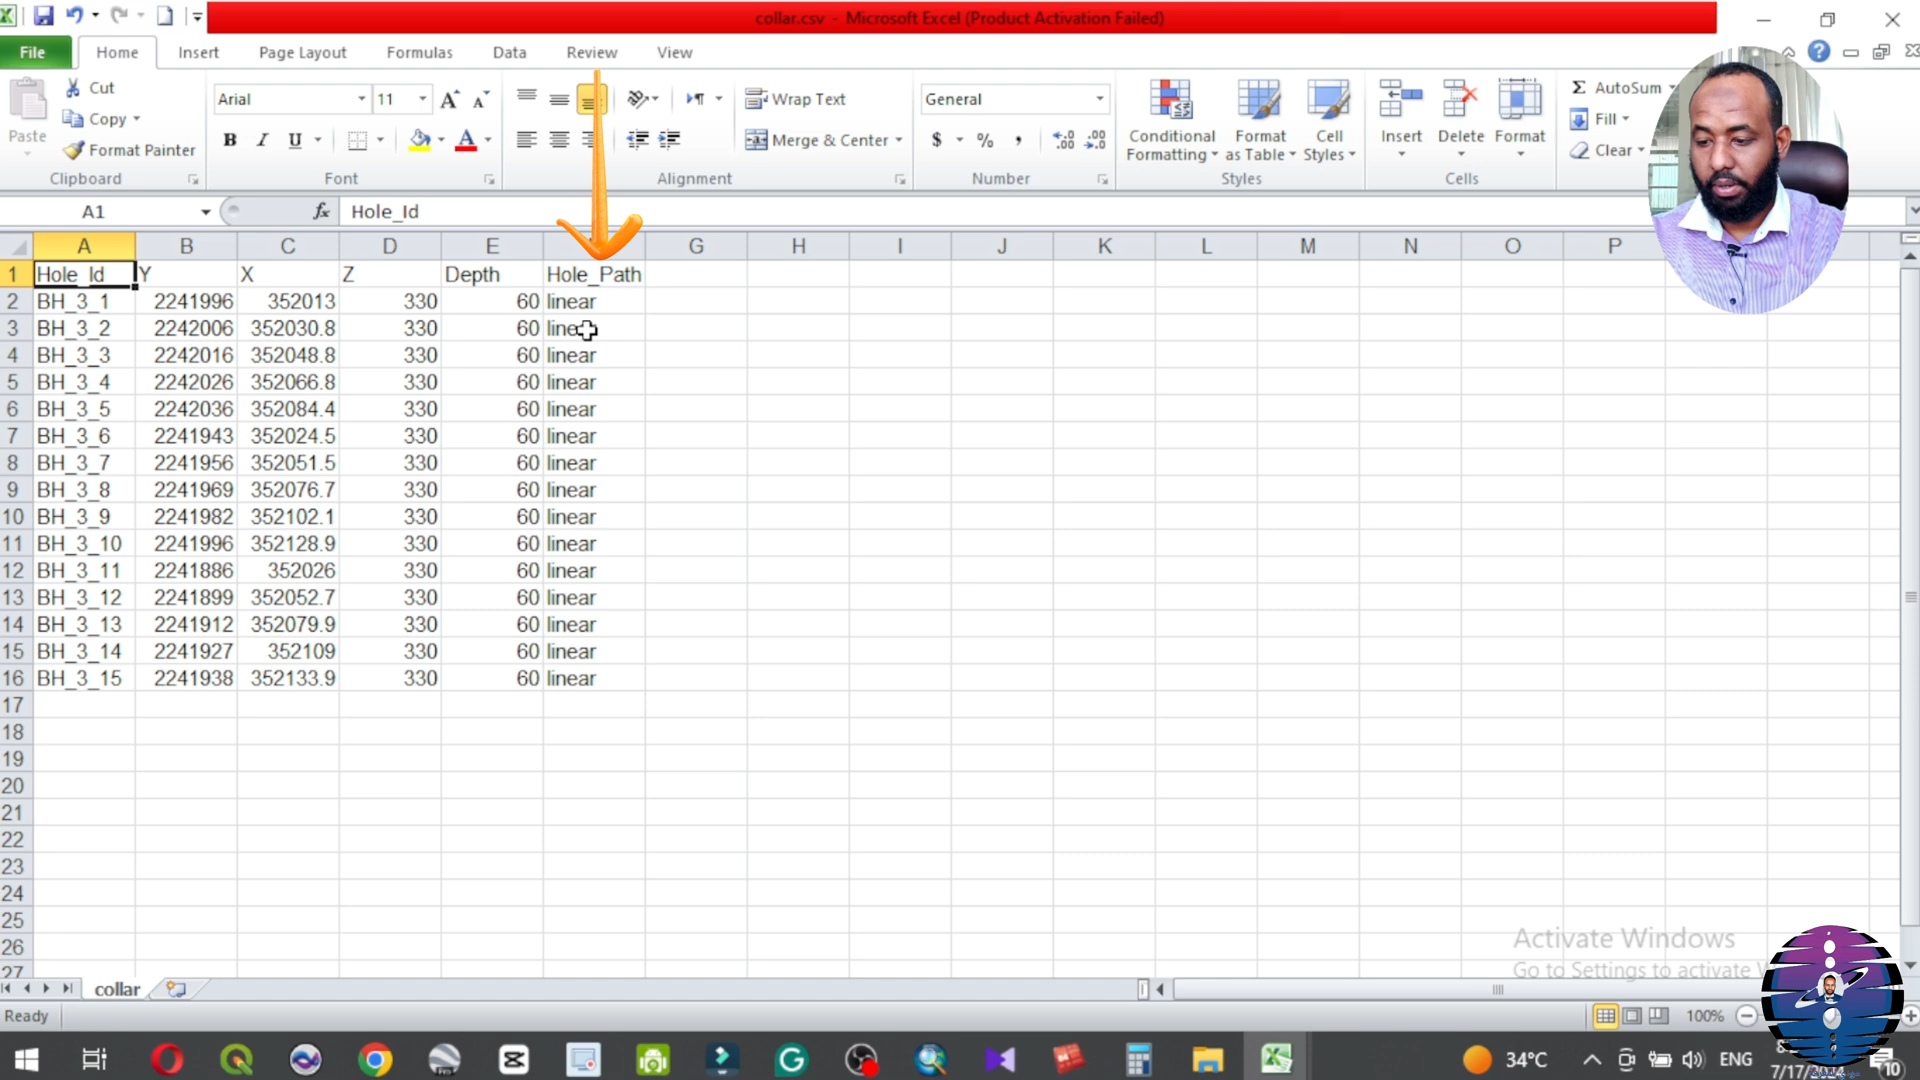 collar.csv - Microsoft Excel (Product Activation Failed)
File Home Insert Page Layout Formulas Data Review View
Paste Cut Copy Format Painter
Arial 11
B I U
Wrap Text
Merge & Center
General
$ % ,
Conditional Formatting
Format as Table
Cell Styles
Insert Delete Format
Σ AutoSum
Fill
Clear
Clipboard Font Alignment Number Styles Cells
A1 fx Hole_Id
A B C D E G H I J K L M N O P
1 Hole_Id Y X Z Depth Hole_Path
2 BH_3_1 2241996 352013 330 60 linear
3 BH_3_2 2242006 352030.8 330 60
4 BH_3_3 2242016 352048.8 330 60 linear
5 BH_3_4 2242026 352066.8 330 60 linear
6 BH_3_5 2242036 352084.4 330 60 linear
7 BH_3_6 2241943 352024.5 330 60 linear
8 BH_3_7 2241956 352051.5 330 60 linear
9 BH_3_8 2241969 352076.7 330 60 linear
10 BH_3_9 2241982 352102.1 330 60 linear
11 BH_3_10 2241996 352128.9 330 60 linear
12 BH_3_11 2241886 352026 330 60 linear
13 BH_3_12 2241899 352052.7 330 60 linear
14 BH_3_13 2241912 352079.9 330 60 linear
15 BH_3_14 2241927 352109 330 60 linear
16 BH_3_15 2241938 352133.9 330 60 linear
17
18
19
20
21
22
23
24
25
26
27
Activate Windows
Go to Settings to activate
collar
Ready 100%
34°C ENG
10